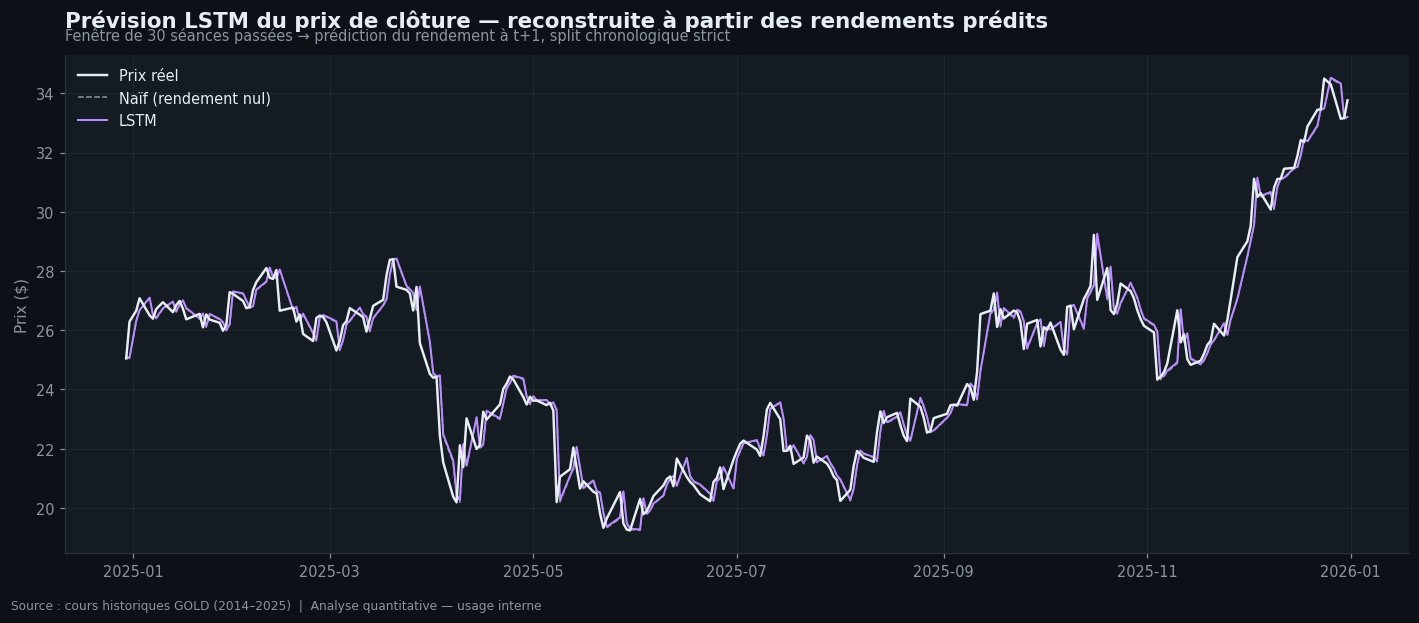 Prévision LSTM du prix de clôture — reconstruite à partir des rendements prédits
Fenêtre de 30 séances passées → prédiction du rendement à t+1, split chronologique strict
Prix réel
Naïf (rendement nul)
LSTM
Prix ($)
34
32
30
28
26
24
22
20
2025-01
2025-03
2025-05
2025-07
2025-09
2025-11
2026-01
Source : cours historiques GOLD (2014–2025)  |  Analyse quantitative — usage interne